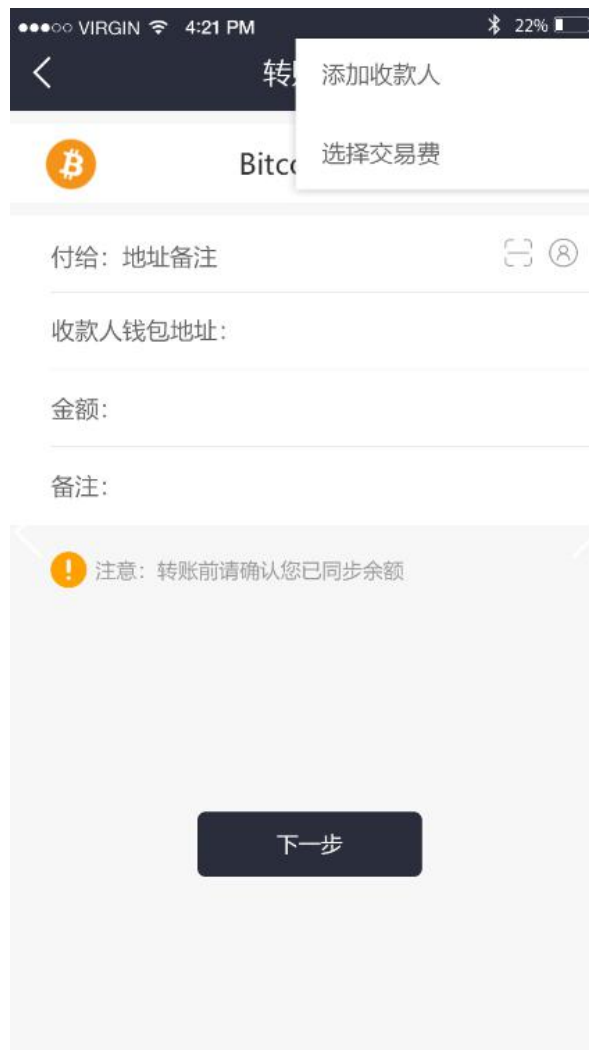 VIRGIN 4:21 PM 22%
添加收款人
选择交易费
付给：地址备注
收款人钱包地址：
金额：
备注：
注意：转账前请确认您已同步余额
下一步